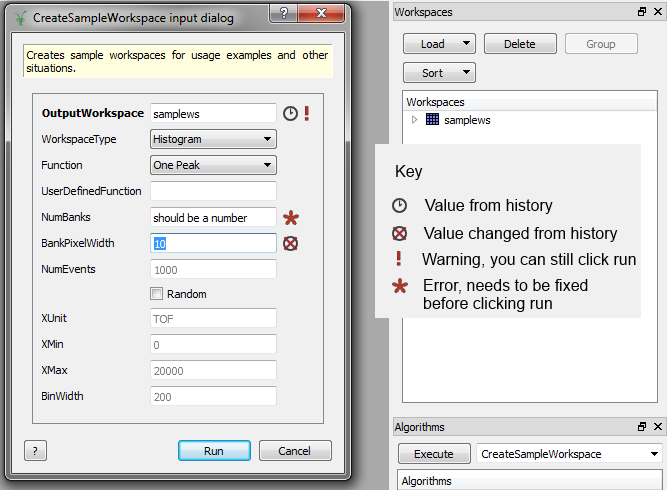 CreateSampleWorkspace input dialog
?
X
Creates sample workspaces for usage examples and other
situations.
OutputWorkspace samplews !
WorkspaceType Histogram
Function One Peak
UserDefinedFunction
NumBanks should be a number *
BankPixelWidth 10
NumEvents 1000
Random
XUnit TOF
XMin 0
XMax 20000
BinWidth 200
? Run Cancel
Workspaces
Load Delete Group
Sort
Workspaces
samplews
Key
Value from history
Value changed from history
! Warning, you can still click run
* Error, needs to be fixed
before clicking run
Algorithms
Execute CreateSampleWorkspace
Algorithms